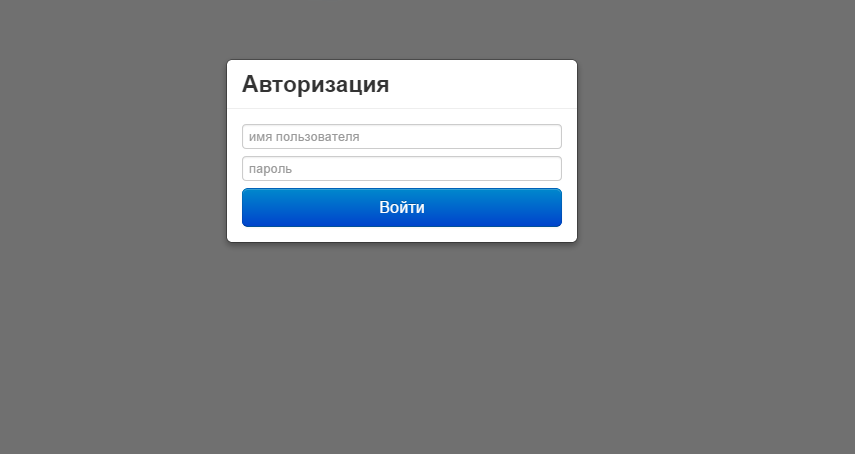 Авторизация
имя пользователя
пароль
Войти